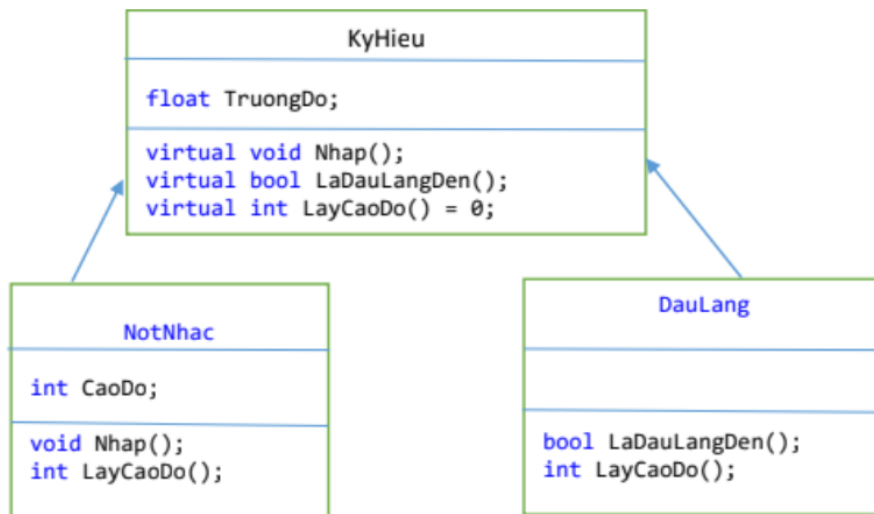 KyHieu
float TruongDo;
virtual void Nhap();
virtual bool LaDauLangDen();
virtual int LayCaoDo() = 0;
NotNhac
int CaoDo;
void Nhap();
int LayCaoDo();
DauLang
bool LaDauLangDen();
int LayCaoDo();